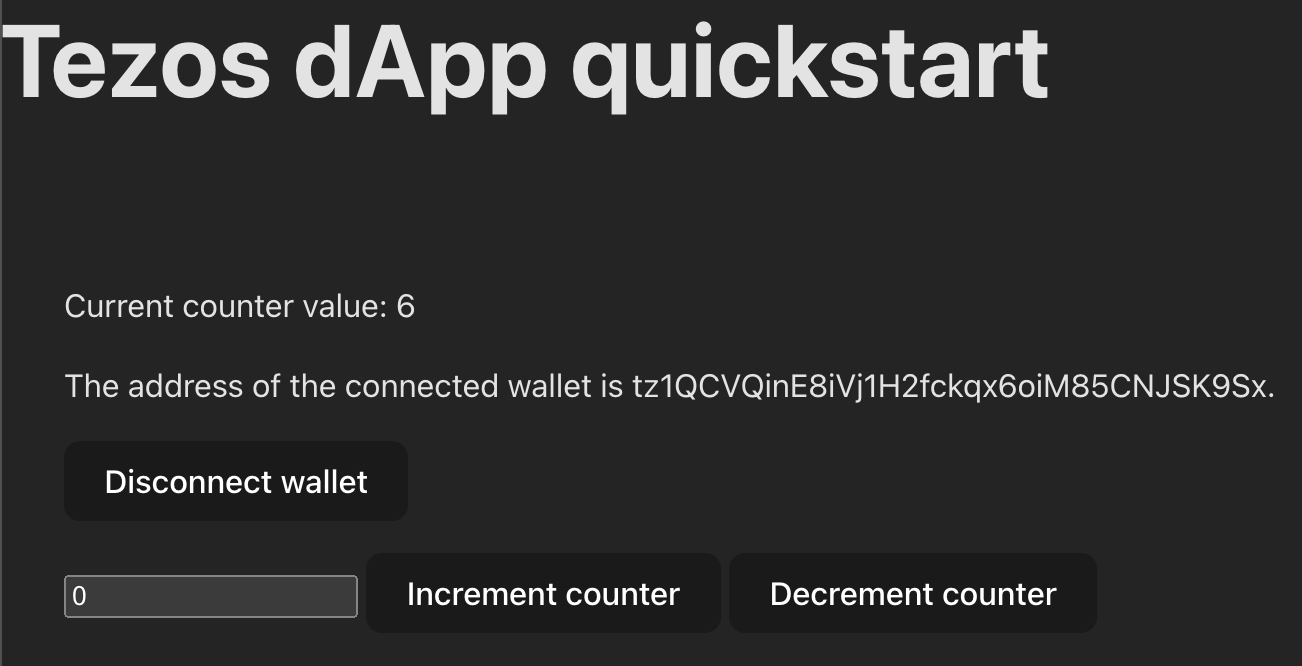 Tezos dApp quickstart
Current counter value: 6
The address of the connected wallet is tz1QCVQinE8iVj1H2fckqx6oiM85CNJSK9Sx.
Disconnect wallet
0 Increment counter Decrement counter